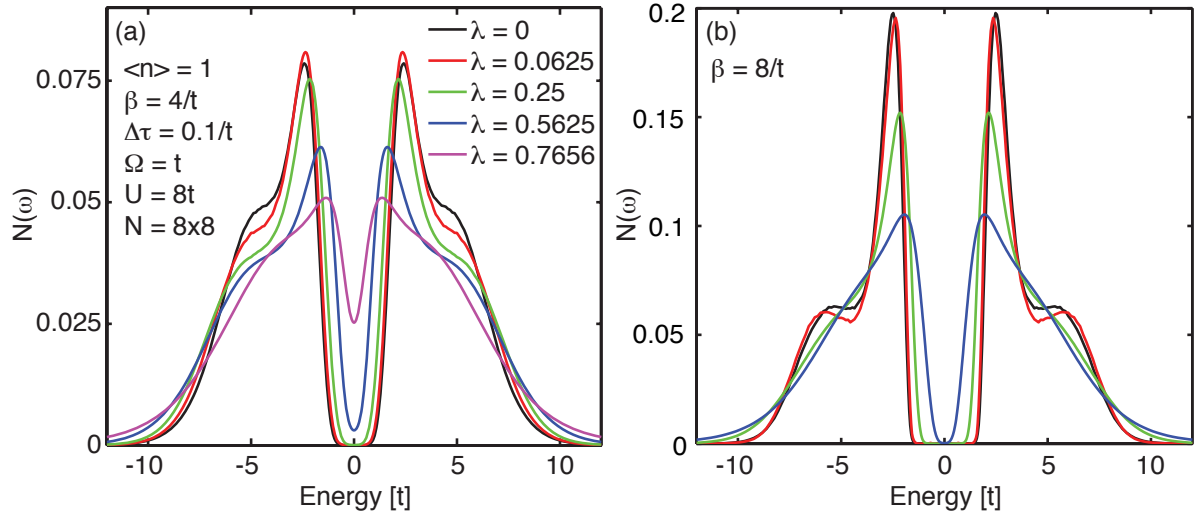 (a)
<n> = 1
β = 4/t
Δτ = 0.1/t
Ω = t
U = 8t
N = 8x8
λ = 0
λ = 0.0625
λ = 0.25
λ = 0.5625
λ = 0.7656
N(ω)
0.075
0.05
0.025
0
-10 -5 0 5 10
Energy [t]
(b)
β = 8/t
N(ω)
0.2
0.15
0.1
0.05
0
-10 -5 0 5 10
Energy [t]